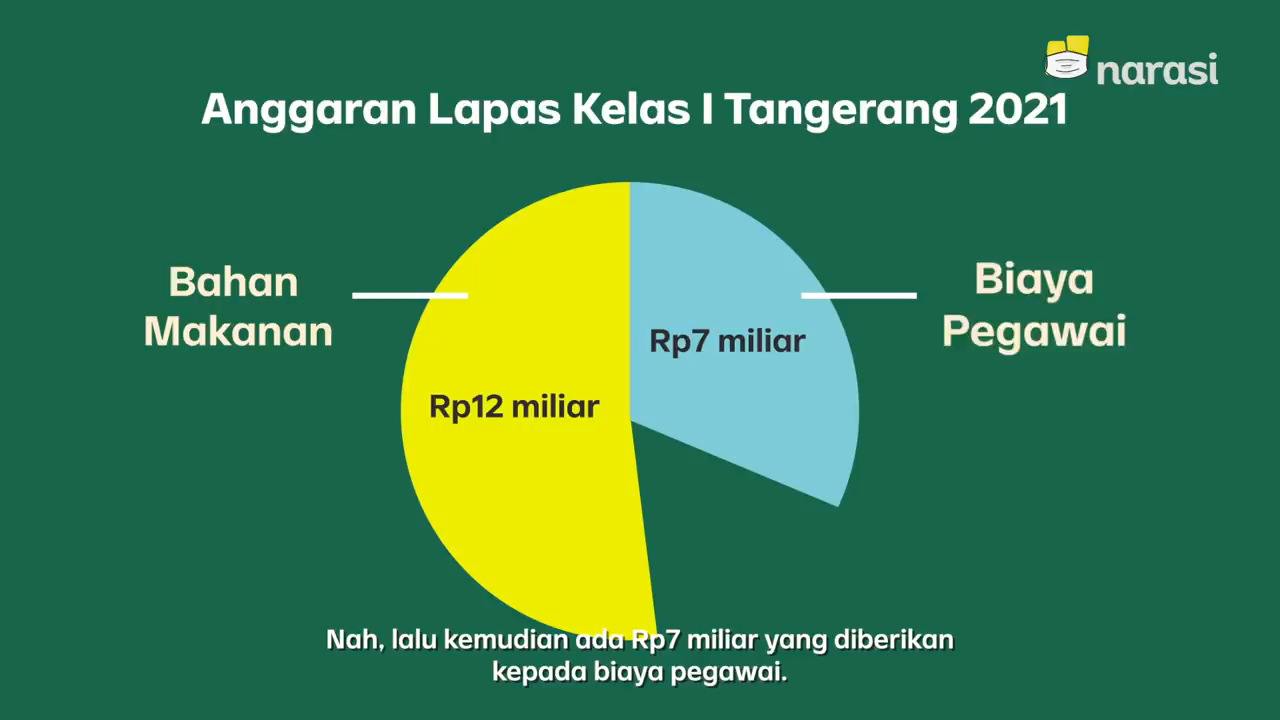 narasi
Anggaran Lapas Kelas I Tangerang 2021
Bahan
Makanan
Biaya
Pegawai
Rp7 miliar
Rp12 miliar
Nah, lalu kemudian ada Rp7 miliar yang diberikan
kepada biaya pegawai.